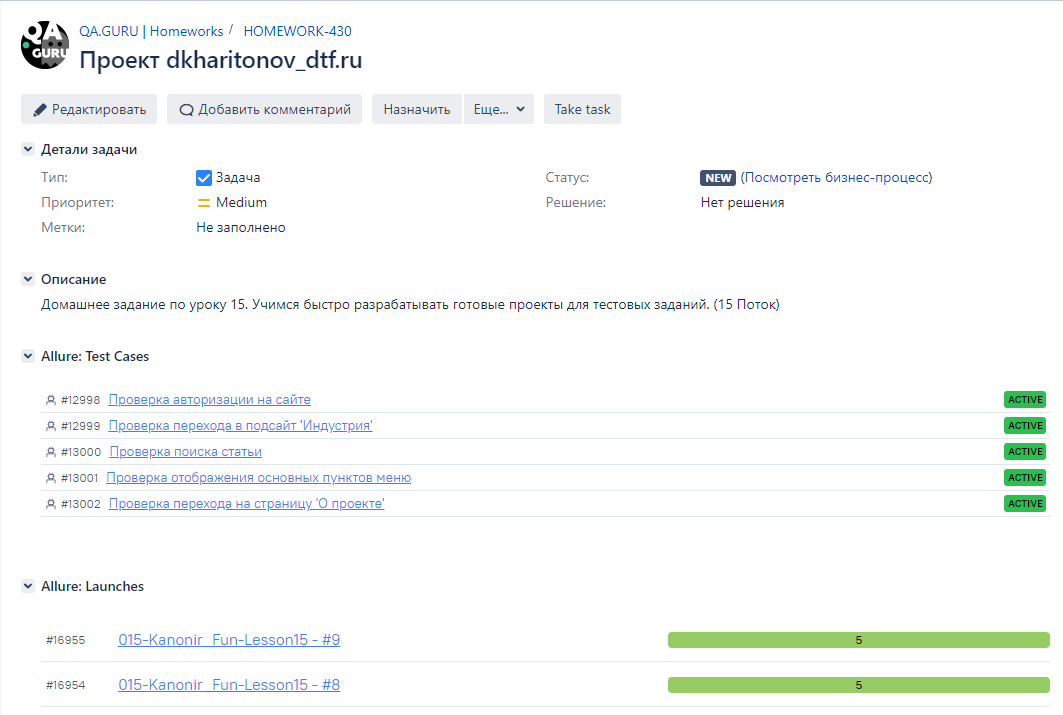 QA
GURU
QA.GURU | Homeworks / HOMEWORK-430
Проект dkharitonov_dtf.ru
Редактировать Добавить комментарий Назначить Еще... Take task
Детали задачи
Тип: Задача Статус: NEW (Посмотреть бизнес-процесс)
Приоритет: Medium Решение: Нет решения
Метки: Не заполнено
Описание
Домашнее задание по уроку 15. Учимся быстро разрабатывать готовые проекты для тестовых заданий. (15 Поток)
Allure: Test Cases
#12998 Проверка авторизации на сайте ACTIVE
#12999 Проверка перехода в подсайт 'Индустрия' ACTIVE
#13000 Проверка поиска статьи ACTIVE
#13001 Проверка отображения основных пунктов меню ACTIVE
#13002 Проверка перехода на страницу 'О проекте' ACTIVE
Allure: Launches
#16955 015-Kanonir_Fun-Lesson15 - #9 5
#16954 015-Kanonir_Fun-Lesson15 - #8 5